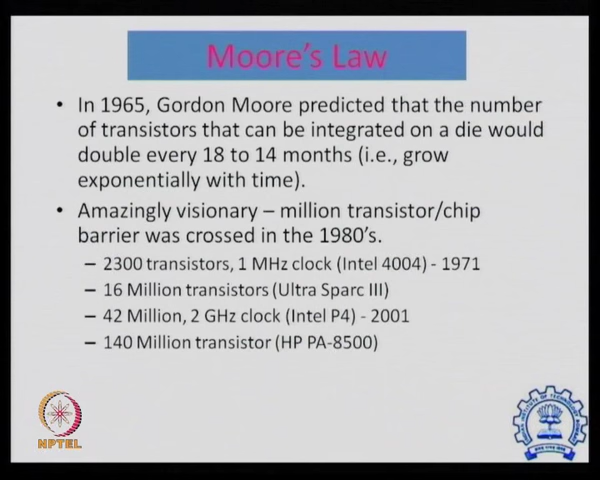 Moore's Law
• In 1965, Gordon Moore predicted that the number
of transistors that can be integrated on a die would
double every 18 to 14 months (i.e., grow
exponentially with time).
• Amazingly visionary – million transistor/chip
barrier was crossed in the 1980's.
– 2300 transistors, 1 MHz clock (Intel 4004) - 1971
– 16 Million transistors (Ultra Sparc III)
– 42 Million, 2 GHz clock (Intel P4) - 2001
– 140 Million transistor (HP PA-8500)
NPTEL